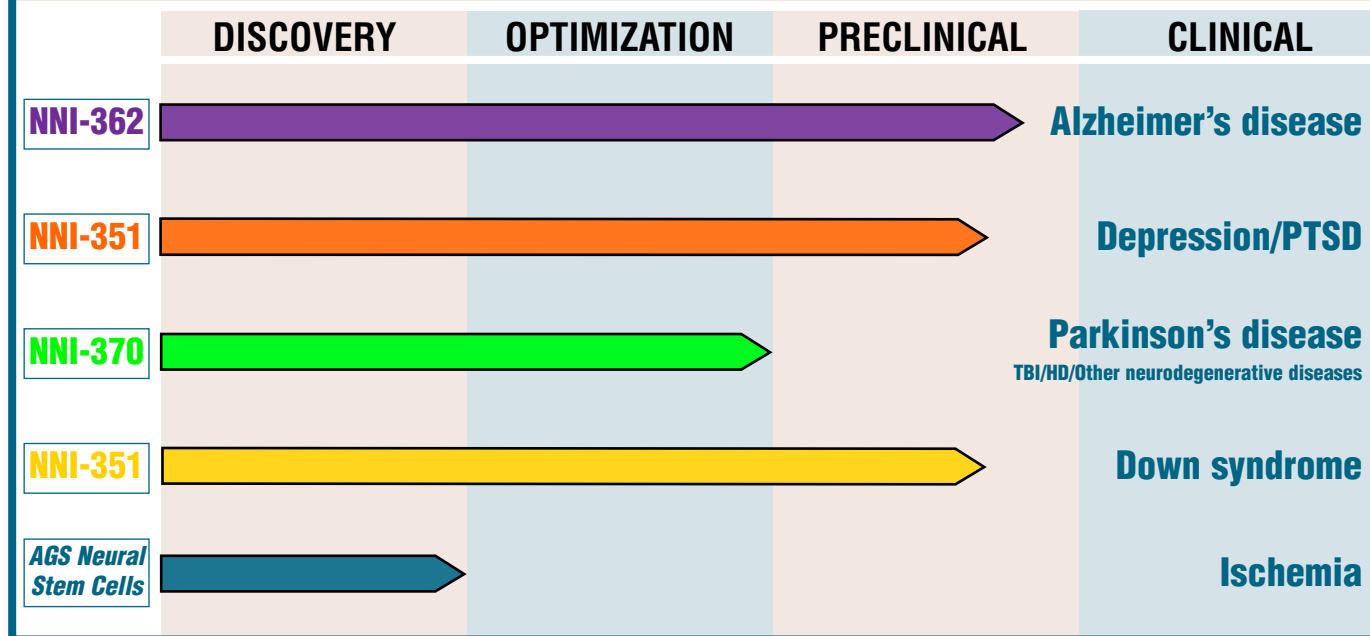 DISCOVERY OPTIMIZATION PRECLINICAL CLINICAL
NNI-362 Alzheimer's disease
NNI-351 Depression/PTSD
NNI-370 Parkinson's disease
TBI/HD/Other neurodegenerative diseases
NNI-351 Down syndrome
AGS Neural
Stem Cells
Ischemia